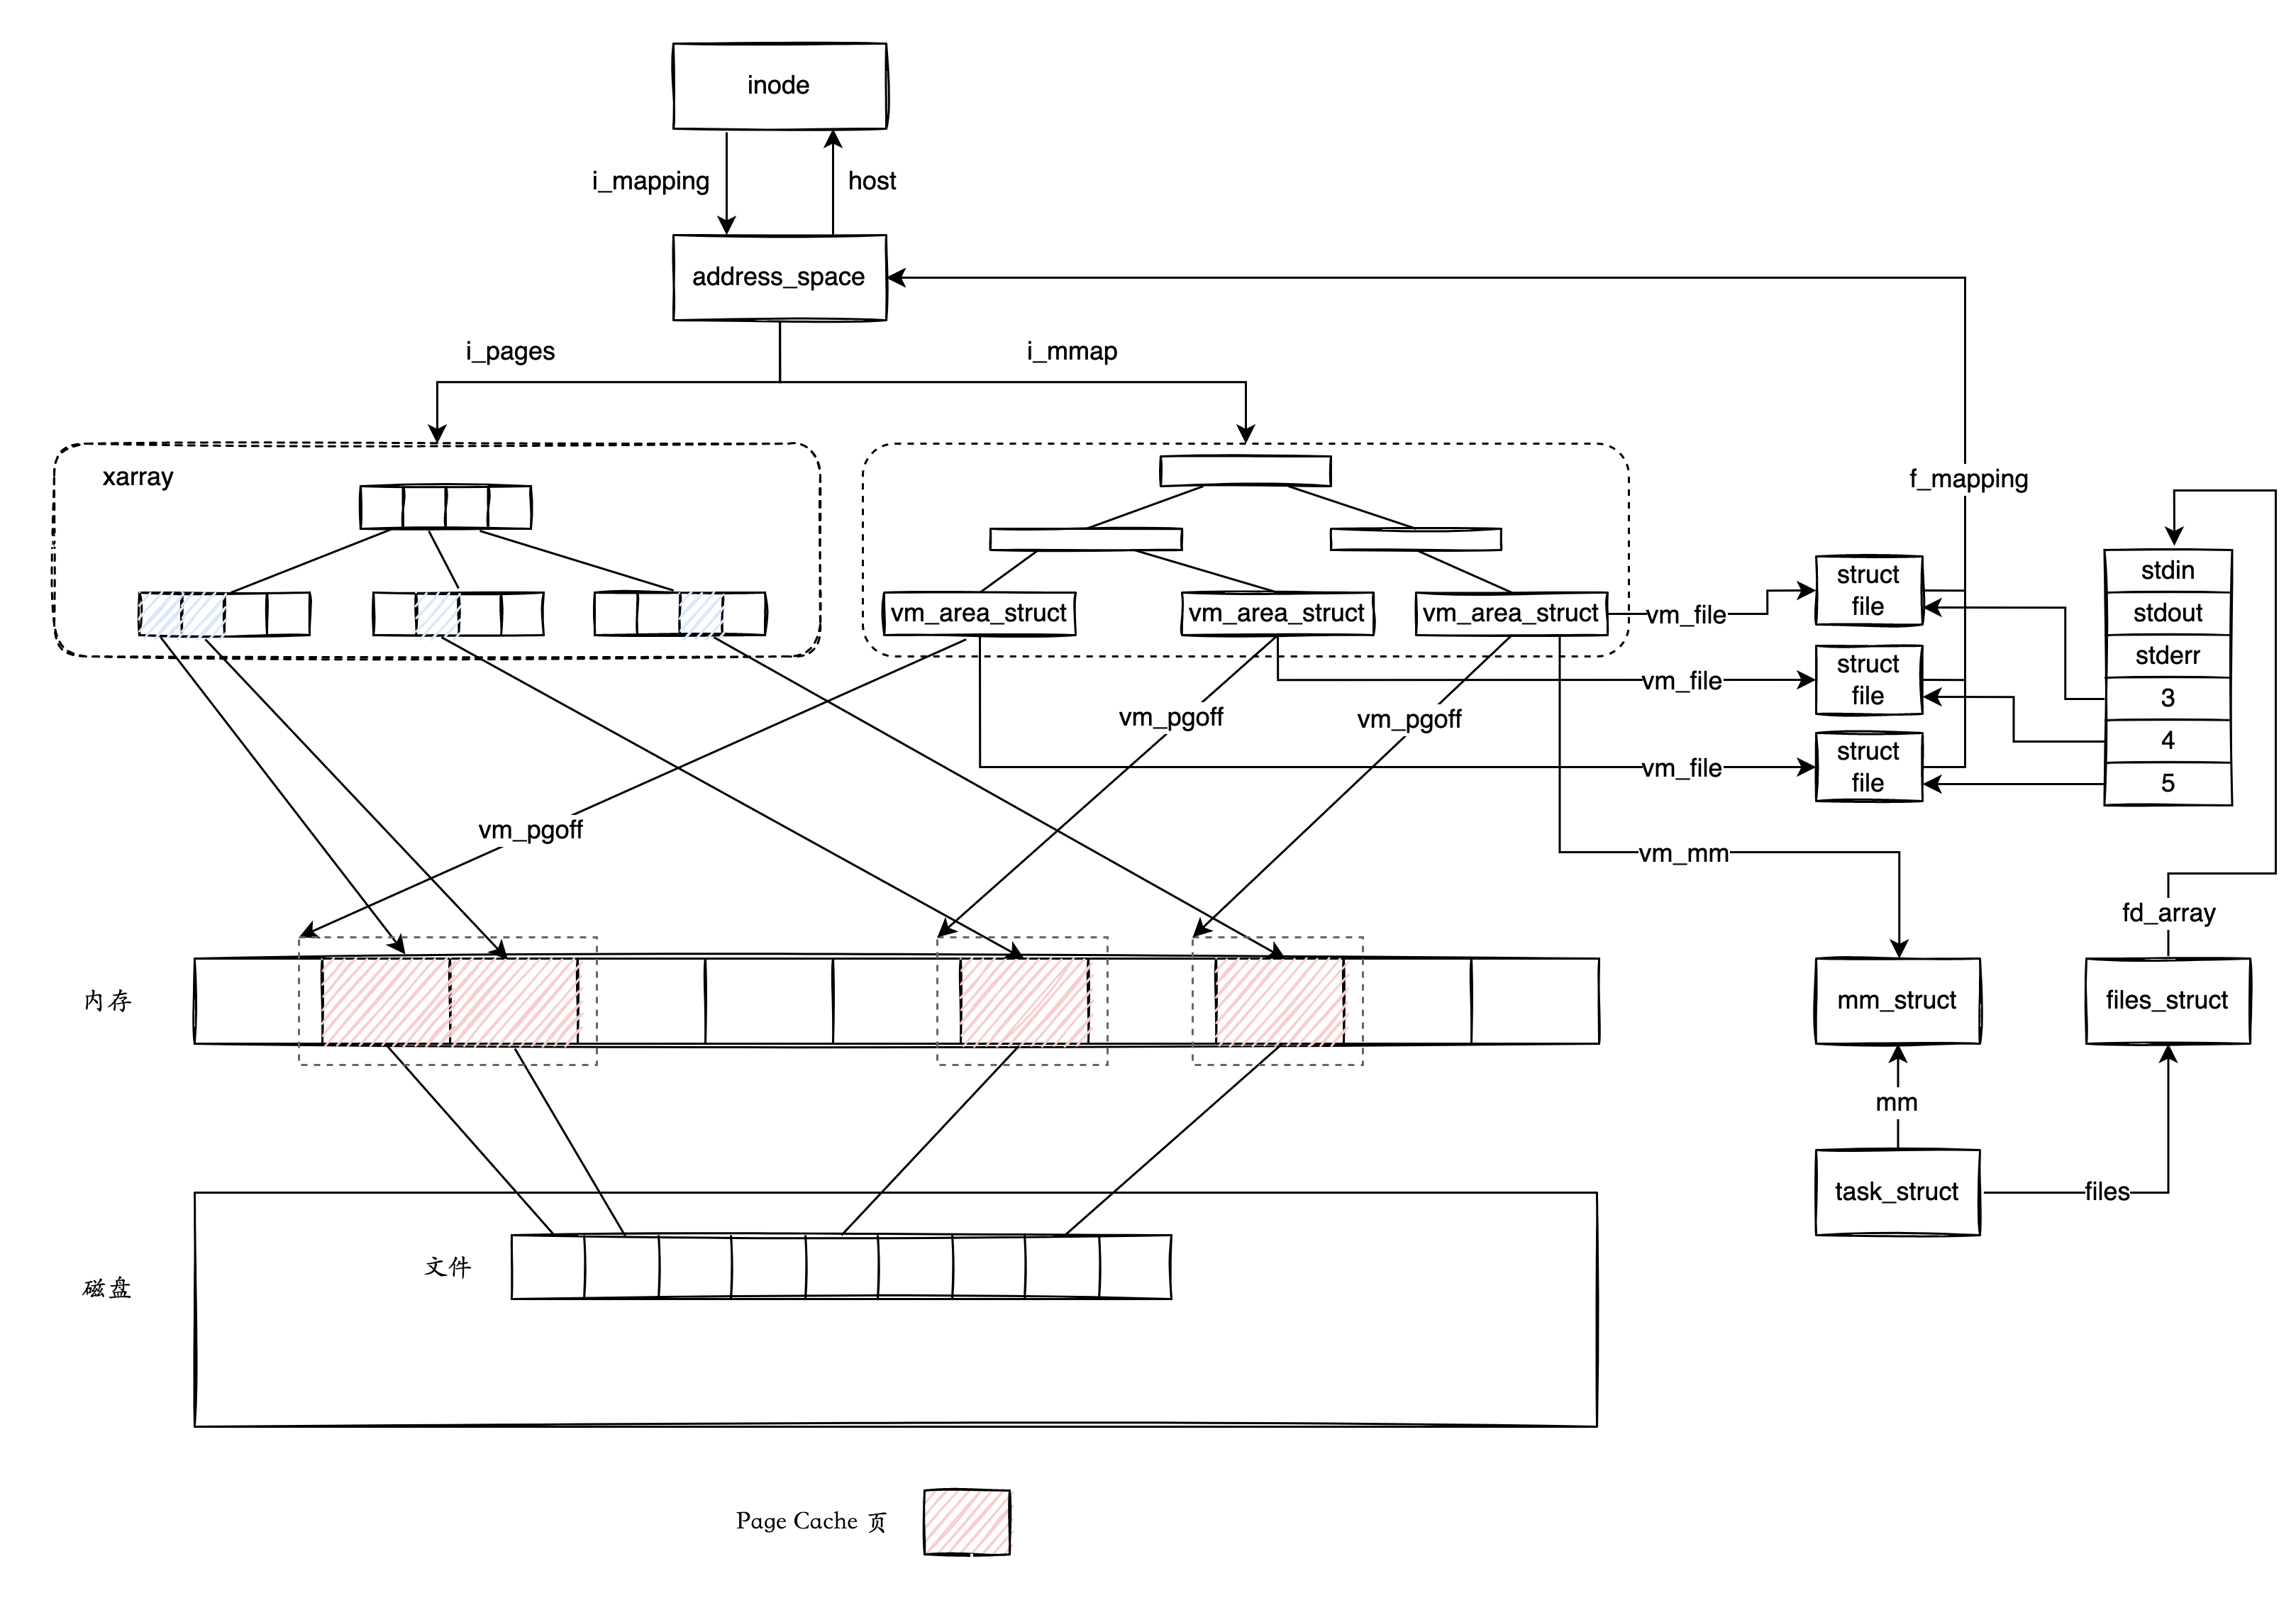 inode
i_mapping
host
address_space
i_pages
i_mmap
xarray
f_mapping
vm_area_struct
vm_area_struct
vm_area_struct
vm_file
struct
file
stdin
stdout
stderr
3
4
5
vm_file
struct
file
vm_pgoff
vm_pgoff
vm_file
struct
file
vm_pgoff
vm_mm
fd_array
内存
mm_struct
files_struct
mm
task_struct
files
文件
磁盘
Page Cache 页